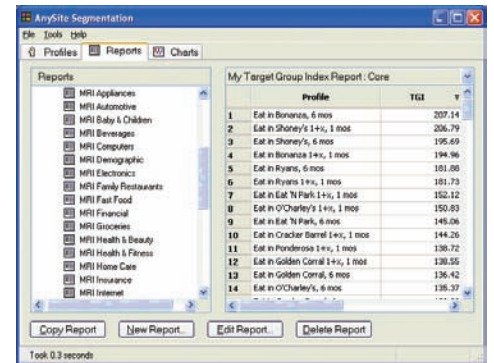 AnySite Segmentation
File Tools Help
Profiles Reports Charts
Reports
MRI Appliances
MRI Automotive
MRI Baby & Children
MRI Beverages
MRI Computers
MRI Demographic
MRI Electronics
MRI Family Restaurants
MRI Fast Food
MRI Financial
MRI Groceries
MRI Health & Beauty
MRI Health & Fitness
MRI Home Care
MRI Insurance
MRI Internet
My Target Group Index Report : Core
Profile TGI
1 Eat in Bonanza, 6 mos 207.14
2 Eat in Shoney's 1+x, 1 mos 206.79
3 Eat in Shoney's, 6 mos 195.69
4 Eat in Bonanza 1+x, 1 mos 194.96
5 Eat in Ryans, 6 mos 181.88
6 Eat in Ryans 1+x, 1 mos 181.73
7 Eat in Eat 'N Park 1+x, 1 mos 152.12
8 Eat in O'Charley's 1+x, 1 mos 150.83
9 Eat in Eat 'N Park, 6 mos 145.06
10 Eat in Cracker Barrel 1+x, 1 mos 144.26
11 Eat in Ponderosa 1+x, 1 mos 138.72
12 Eat in Golden Corral 1+x, 1 mos 138.55
13 Eat in Golden Corral, 6 mos 136.42
14 Eat in O'Charley's, 6 mos 135.37
Copy Report New Report... Edit Report... Delete Report
Took 0.3 seconds